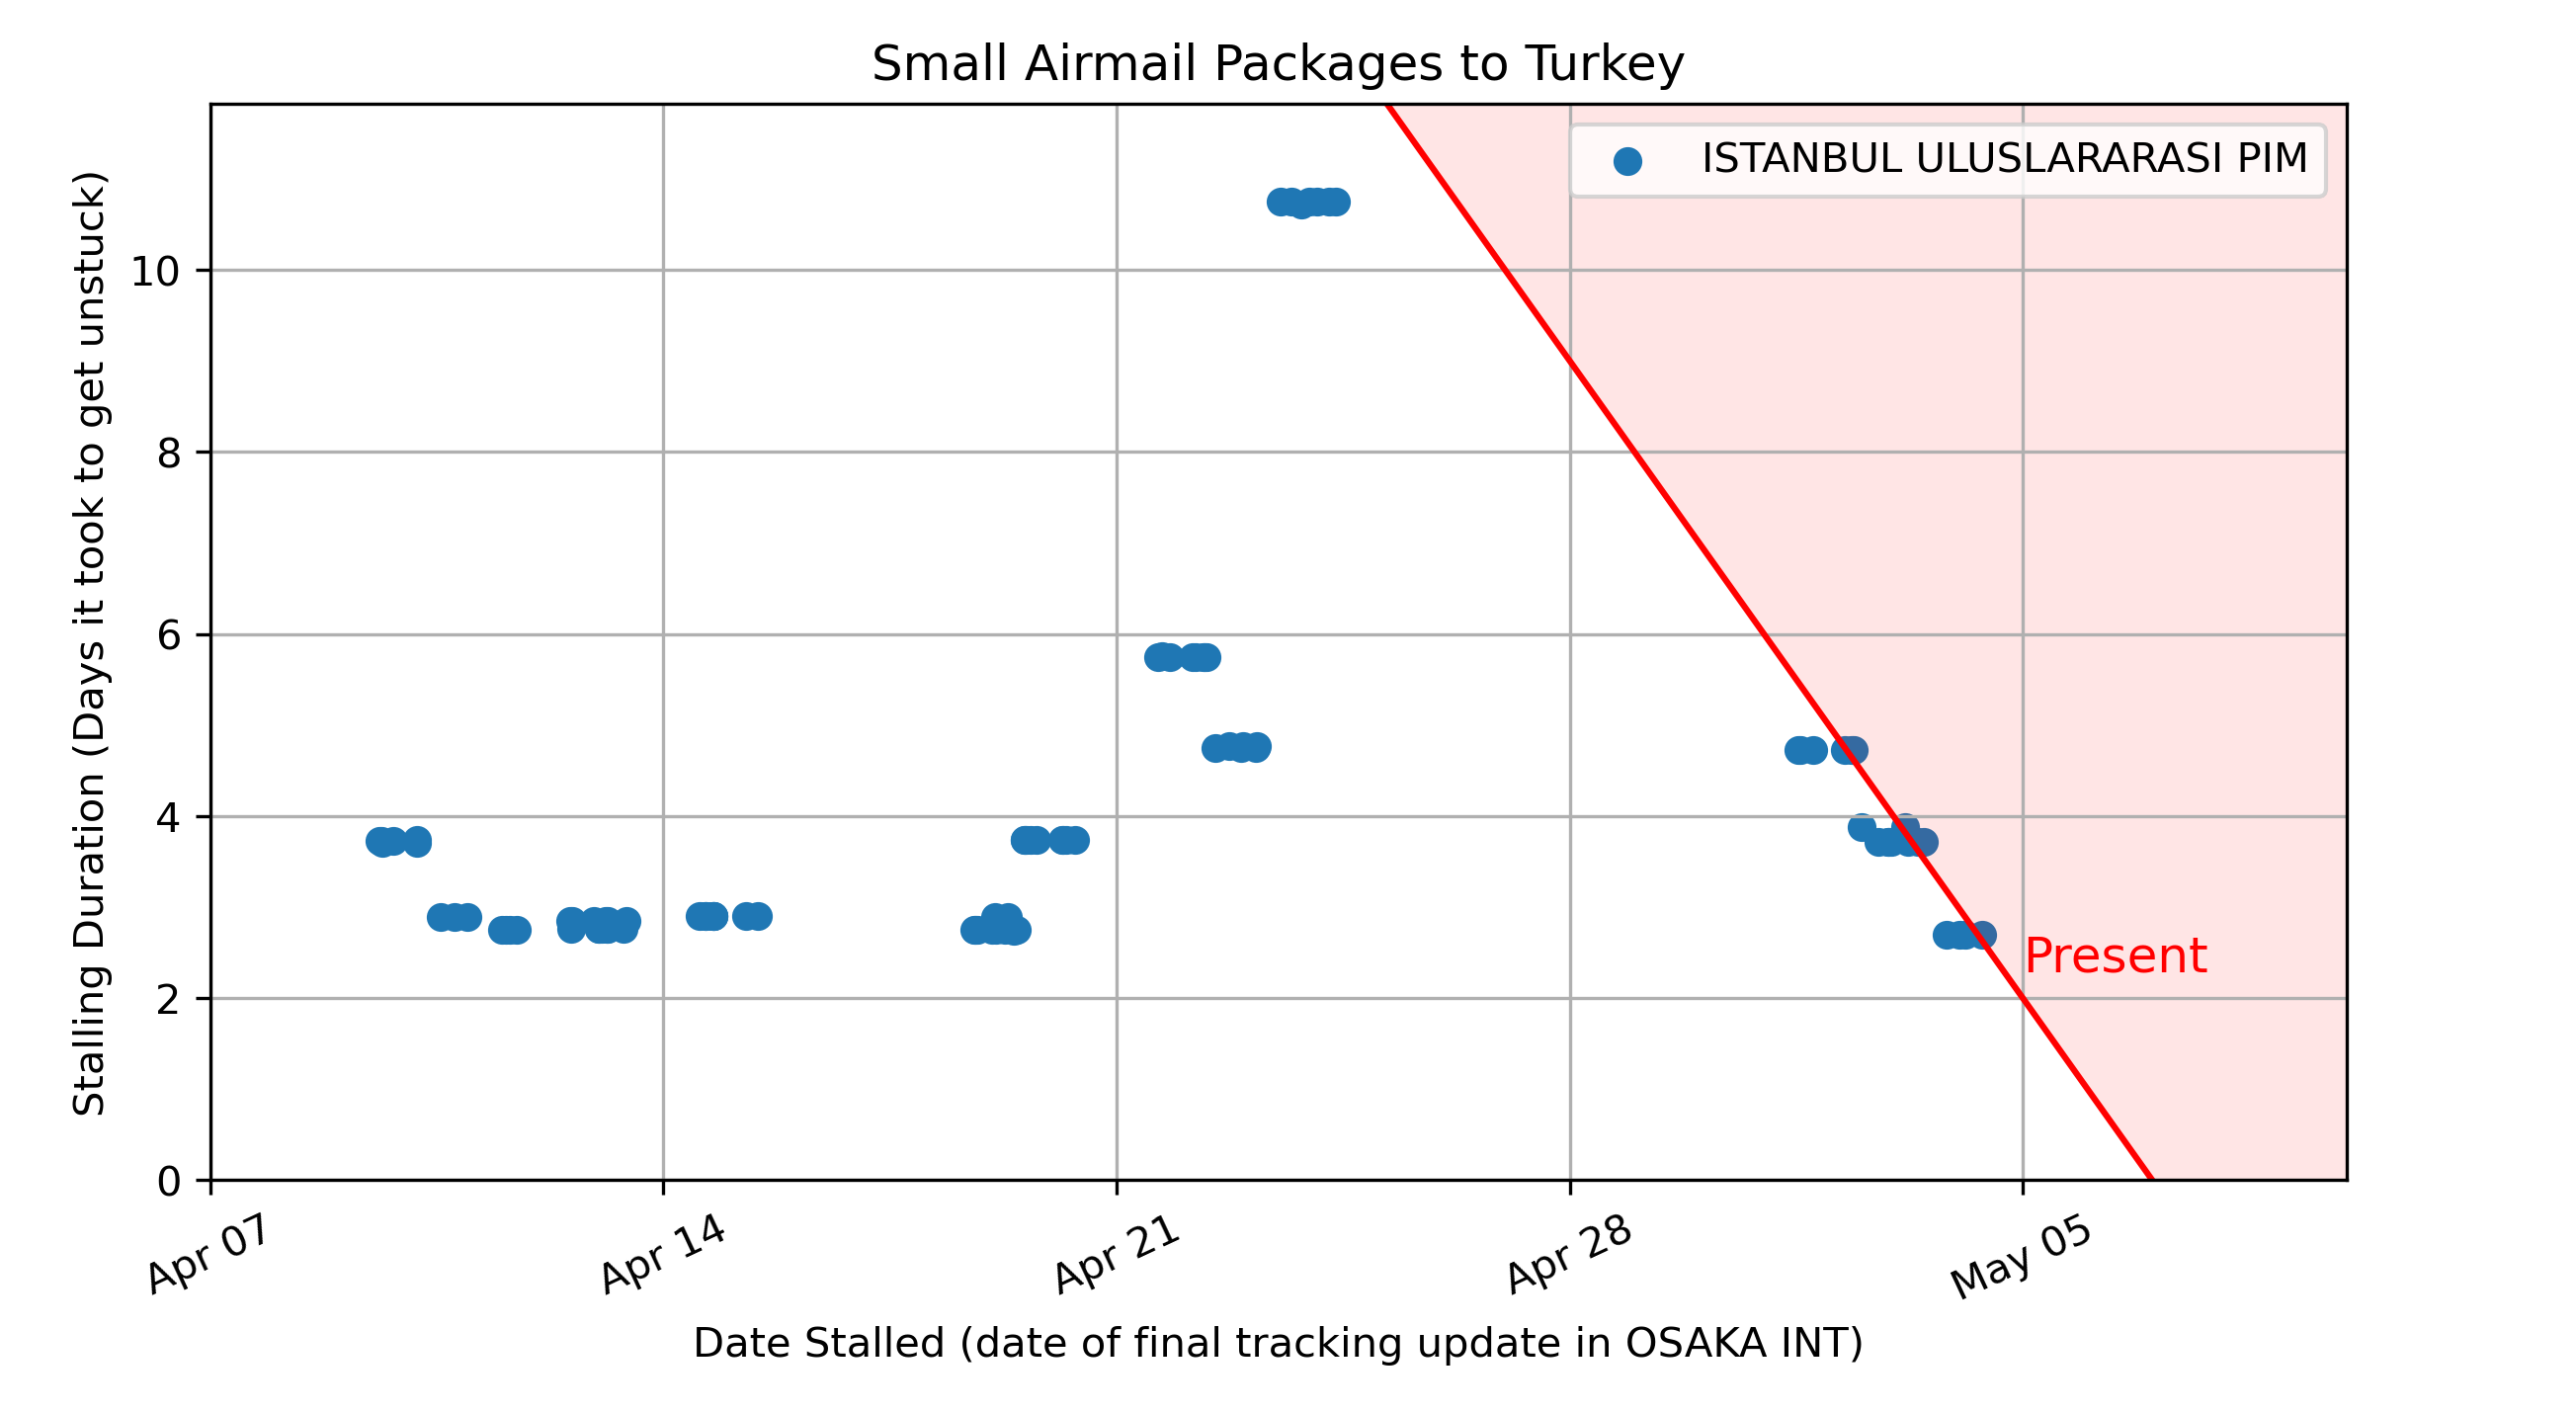 Small Airmail Packages to Turkey
ISTANBUL ULUSLARARASI PIM
Stalling Duration (Days it took to get unstuck)
10
8
6
4
2
0
Present
Apr 07
Apr 14
Apr 21
Apr 28
May 05
Date Stalled (date of final tracking update in OSAKA INT)